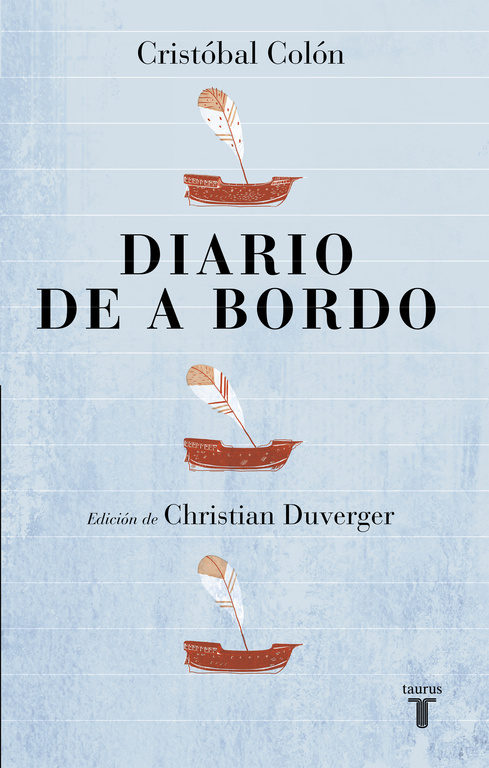 Cristóbal Colón
DIARIO
DE A BORDO
Edición de Christian Duverger
taurus